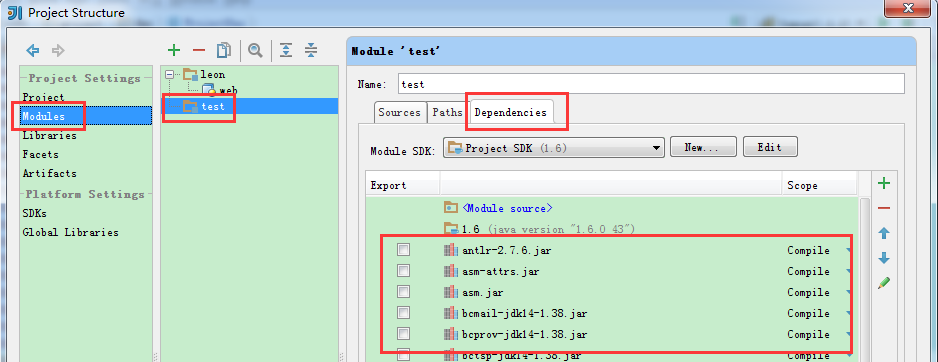 Project Structure
Project Settings
Project
Modules
Libraries
Facets
Artifacts
Platform Settings
SDKs
Global Libraries
leon
web
test
Module 'test'
Name: test
Sources Paths Dependencies
Module SDK: Project SDK (1.6) New... Edit
Export Scope
<Module source>
1.6 (java version "1.6.0_43")
antlr-2.7.6.jar Compile
asm-attrs.jar Compile
asm.jar Compile
bcmail-jdk14-1.38.jar Compile
bcprov-jdk14-1.38.jar Compile
bctsp-jdk14-1.38.jar Compile